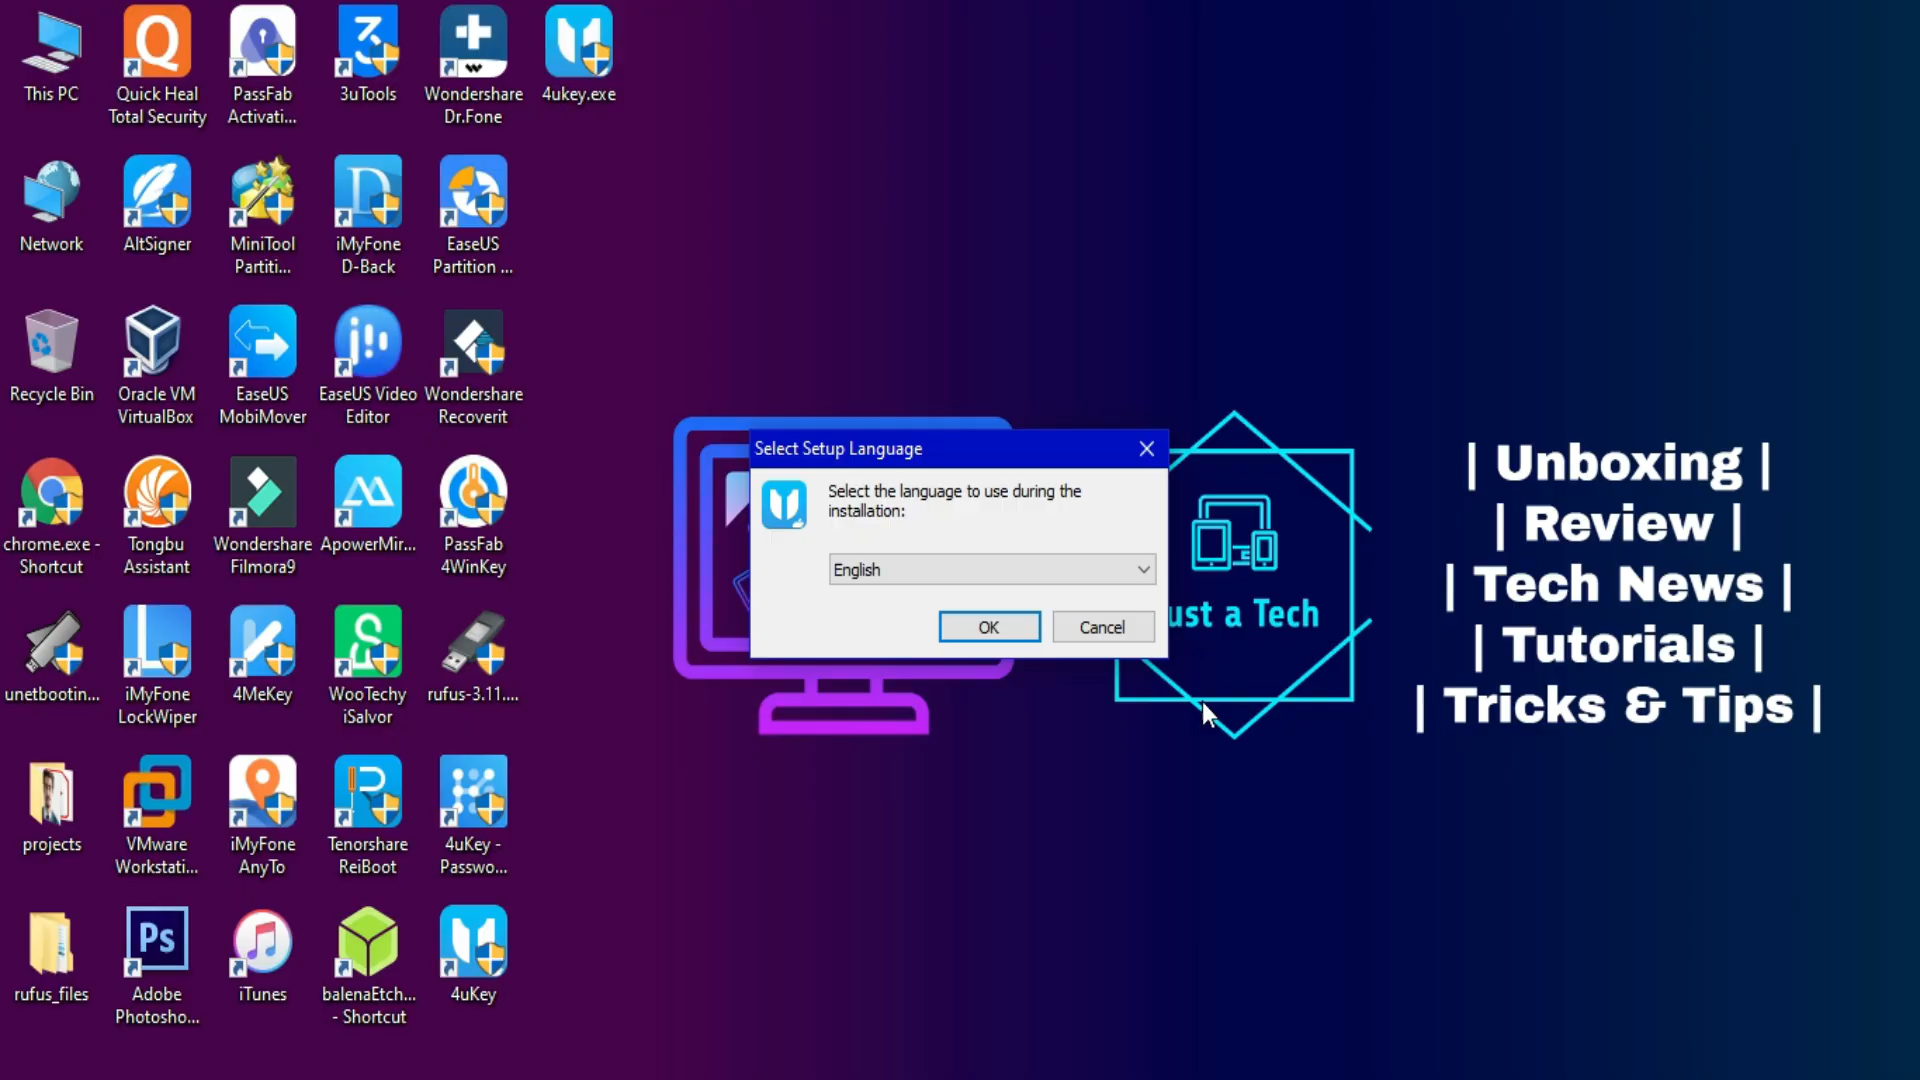 This PC
Quick Heal
Total Security
PassFab
Activati...
3uTools
Wondershare
Dr.Fone
4ukey.exe
Network
AltSigner
MiniTool
Partiti...
iMyFone
D-Back
EaseUS
Partition ...
Recycle Bin
Oracle VM
VirtualBox
EaseUS
MobiMover
EaseUS Video
Editor
Wondershare
Recoverit
chrome.exe -
Shortcut
Tongbu
Assistant
Wondershare
Filmora9
ApowerMir...
PassFab
4WinKey
unetbootin...
iMyFone
LockWiper
4MeKey
WooTechy
iSalvor
rufus-3.11....
projects
VMware
Workstati...
iMyFone
AnyTo
Tenorshare
ReiBoot
4uKey -
Passwo...
rufus_files
Ps
Adobe
Photosho...
iTunes
balenaEtch...
- Shortcut
4uKey
Select Setup Language
Select the language to use during the
installation:
English
OK
Cancel
ust a Tech
| Unboxing |
| Review |
| Tech News |
| Tutorials |
| Tricks & Tips |